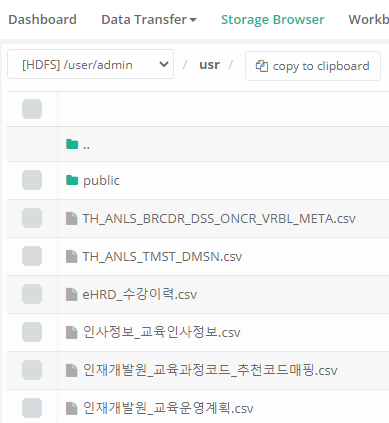 Dashboard Data Transfer Storage Browser Workb
[HDFS] /user/admin / usr / copy to clipboard
..
public
TH_ANLS_BRCDR_DSS_ONCR_VRBL_META.csv
TH_ANLS_TMST_DMSN.csv
eHRD_수강이력.csv
인사정보_교육인사정보.csv
인재개발원_교육과정코드_추천코드매핑.csv
인재개발원_교육운영계획.csv